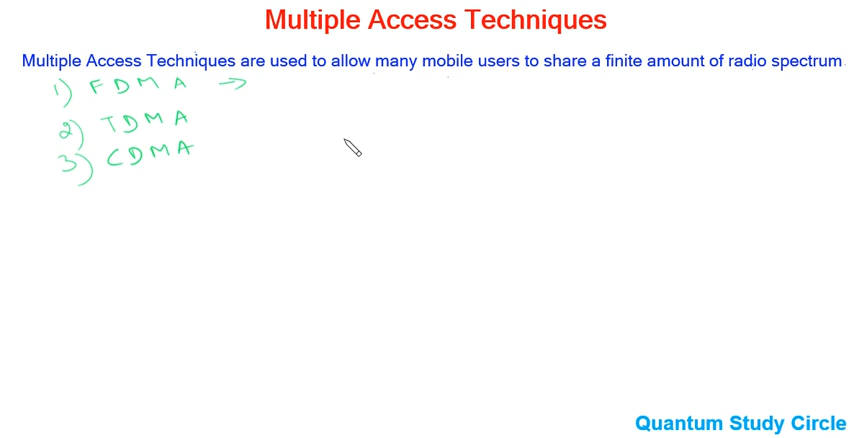 Multiple Access Techniques
Multiple Access Techniques are used to allow many mobile users to share a finite amount of radio spectrum
1) FDMA →
2) TDMA
3) CDMA
Quantum Study Circle